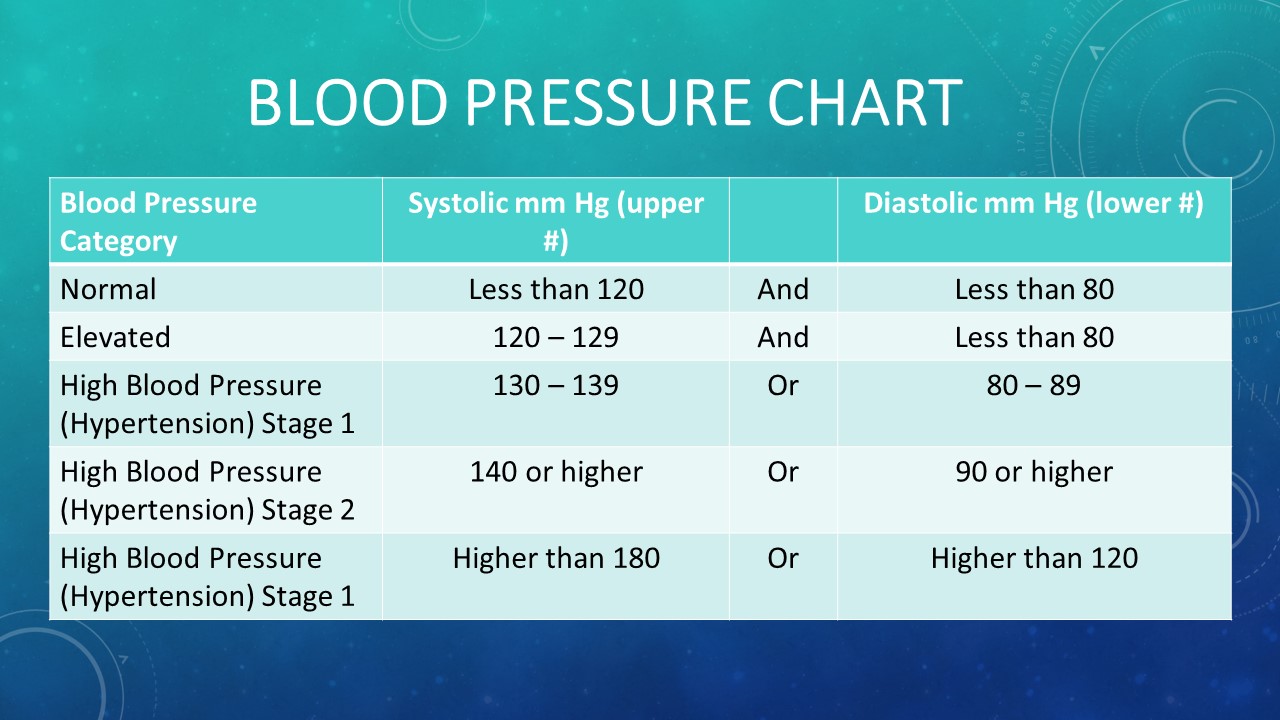 BLOOD PRESSURE CHART
Blood Pressure Category Systolic mm Hg (upper #) Diastolic mm Hg (lower #)
Normal Less than 120 And Less than 80
Elevated 120 – 129 And Less than 80
High Blood Pressure (Hypertension) Stage 1 130 – 139 Or 80 – 89
High Blood Pressure (Hypertension) Stage 2 140 or higher Or 90 or higher
High Blood Pressure (Hypertension) Stage 1 Higher than 180 Or Higher than 120